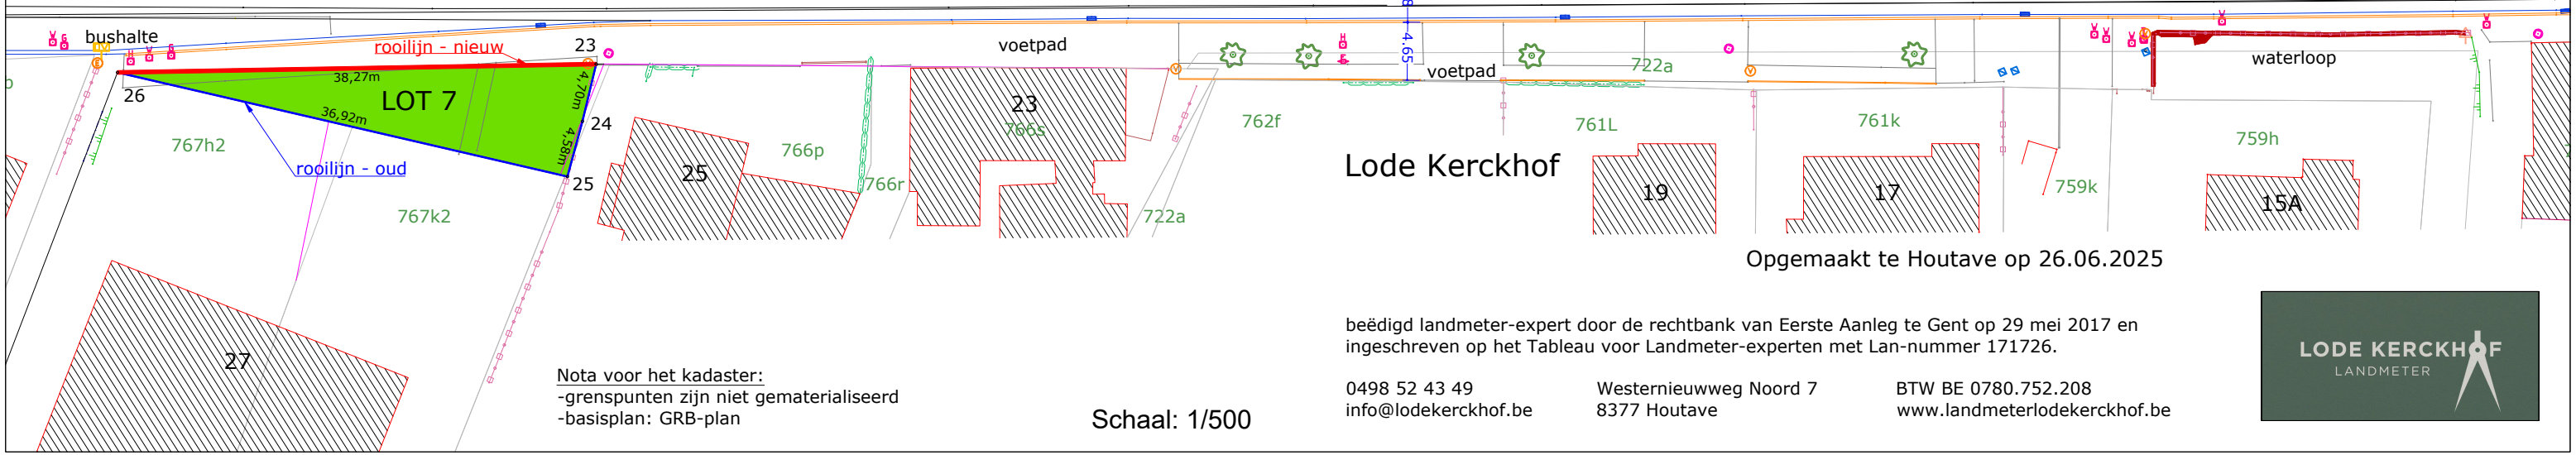 bushalte
rooilijn - nieuw
23
voetpad
4.65
voetpad
722a
waterloop
26
38,27m
LOT 7
4,70m
36,92m
24
4,58m
25
767h2
rooilijn - oud
767k2
25
766p
766r
23
766s
762f
722a
761L
761k
759h
759k
19
17
15A
27
Lode Kerckhof
Opgemaakt te Houtave op 26.06.2025
beëdigd landmeter-expert door de rechtbank van Eerste Aanleg te Gent op 29 mei 2017 en
ingeschreven op het Tableau voor Landmeter-experten met Lan-nummer 171726.
0498 52 43 49
info@lodekerckhof.be
Westernieuwweg Noord 7
8377 Houtave
BTW BE 0780.752.208
www.landmeterlodekerckhof.be
Nota voor het kadaster:
-grenspunten zijn niet gematerialiseerd
-basisplan: GRB-plan
Schaal: 1/500
LODE KERCKHOF
LANDMETER